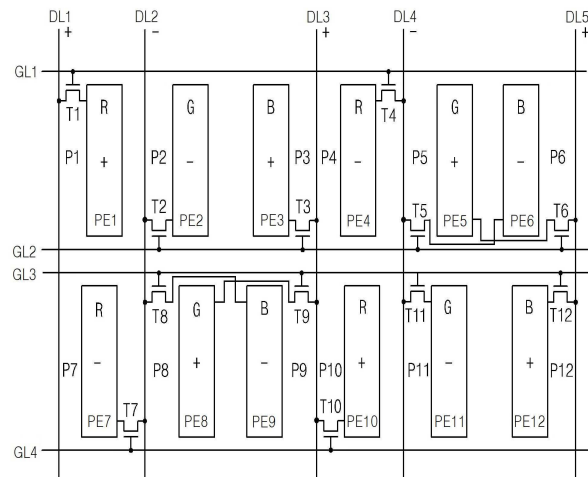 DL1 DL2 DL3 DL4 DL5
+ - + - +
GL1
R G B R G B
T1 T4
P1 + P2 - P3 + P4 - P5 + P6 -
T2 T3 T5 T6
PE1 PE2 PE3 PE4 PE5 PE6
GL2
GL3
R T8 G B T9 R T11 G B T12
P7 - P8 + P9 - P10 + P11 - P12 +
T7 T10
PE7 PE8 PE9 PE10 PE11 PE12
GL4